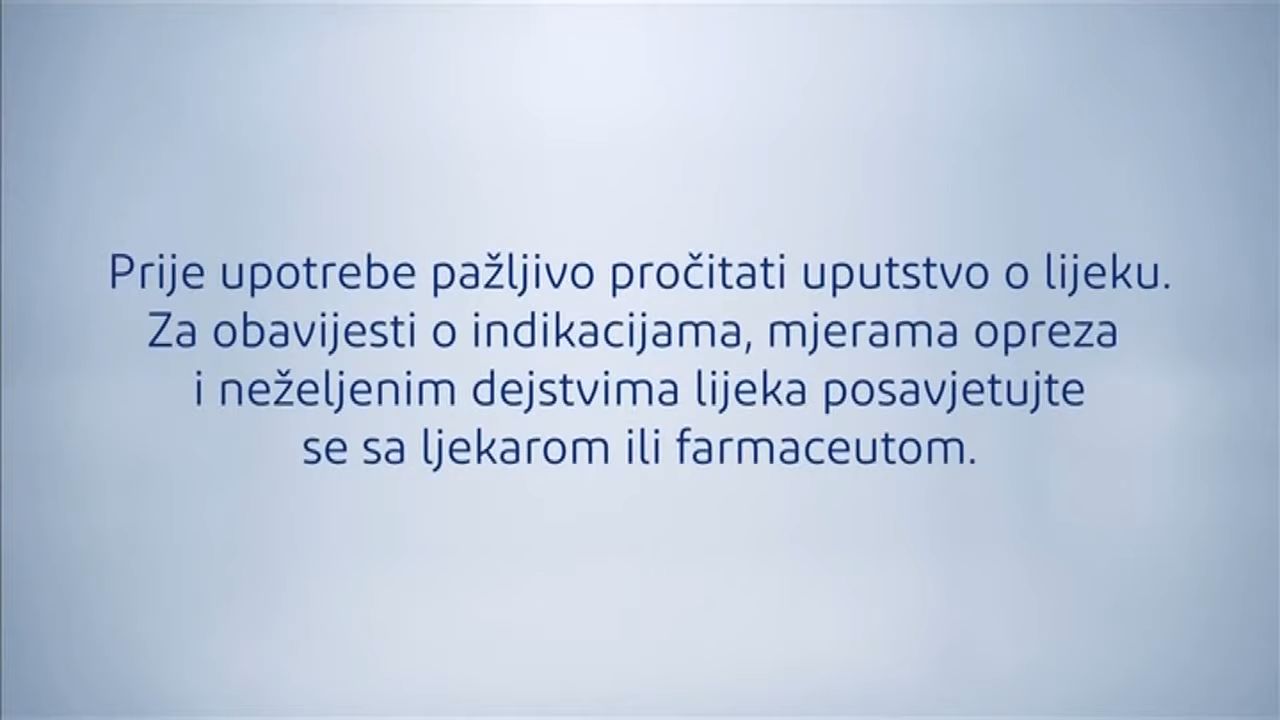 Prije upotrebe pažljivo pročitati uputstvo o lijeku.
Za obavijesti o indikacijama, mjerama opreza
i neželjenim dejstvima lijeka posavjetujte
se sa ljekarom ili farmaceutom.